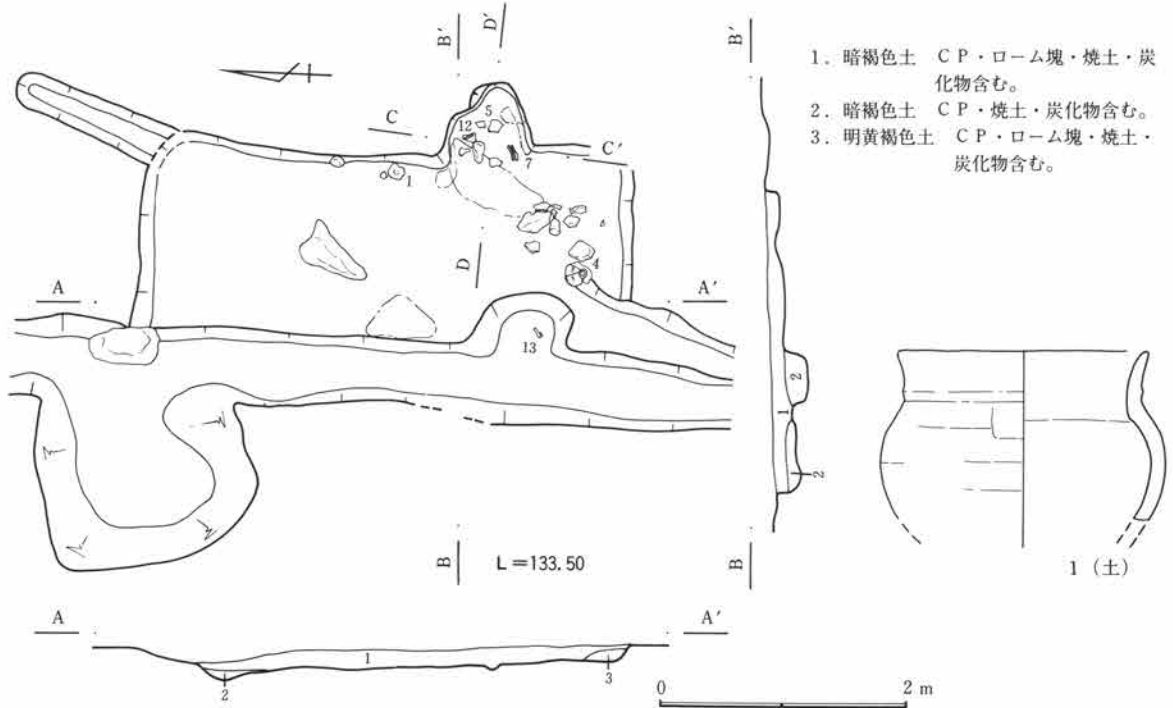 B′
D′
B′
1．暗褐色土　ＣＰ・ローム塊・焼土・炭
化物含む。
2．暗褐色土　ＣＰ・焼土・炭化物含む。
3．明黄褐色土　ＣＰ・ローム塊・焼土・
炭化物含む。
C
5
12
C′
7
1
D
4
A
A′
13
2
1
2
B
L＝133.50
B
1（土）
A
A′
1
2
3
0
2 m